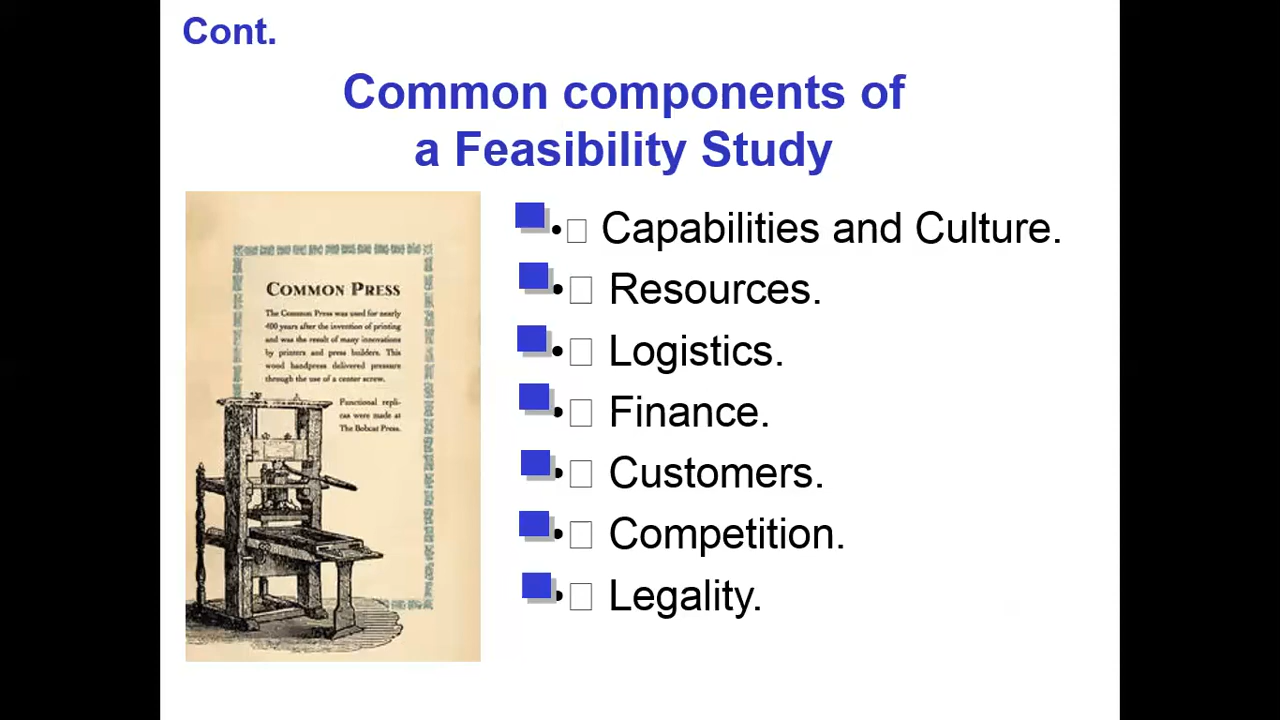 Cont.
Common components of
a Feasibility Study
COMMON PRESS
The Common Press was used for nearly
400 years after the invention of printing
and was the result of many innovations
by printers and press builders. This
wood handpress delivered pressure
through the use of a center screw.
Functional repli-
cas were made at
The Bobcat Press.
• Capabilities and Culture.
• Resources.
• Logistics.
• Finance.
• Customers.
• Competition.
• Legality.